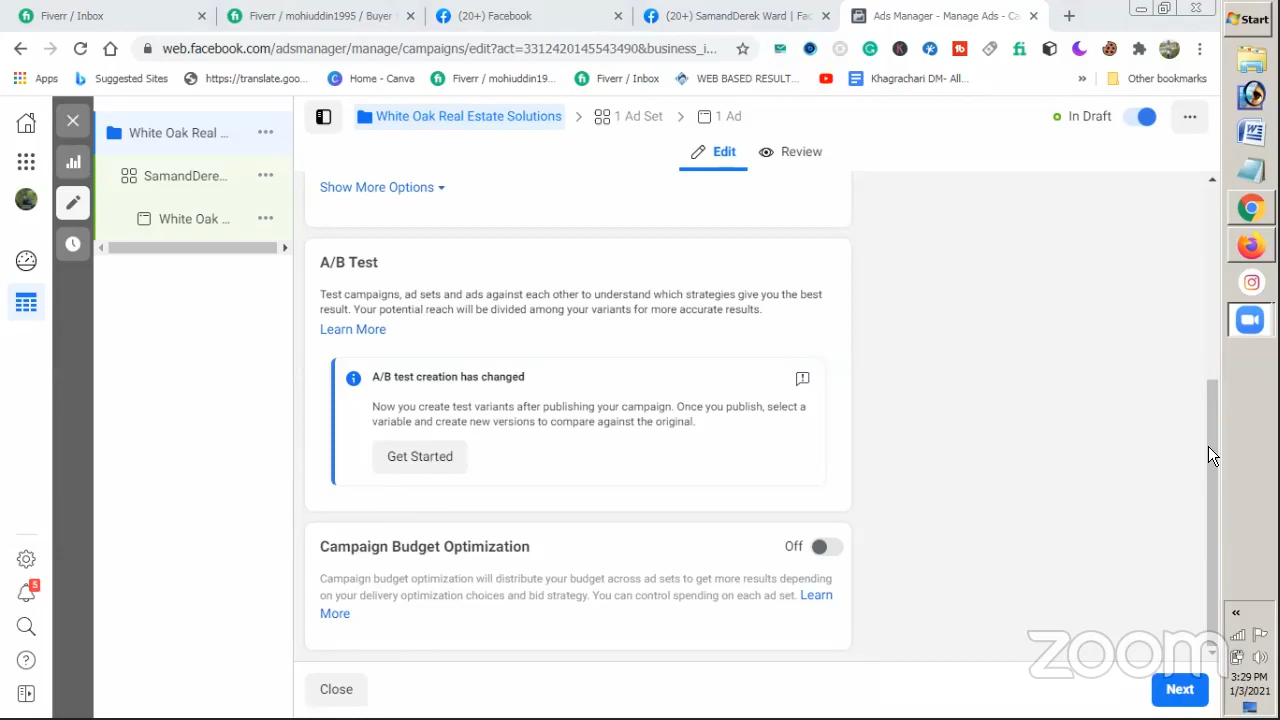 Fiverr / Inbox
Fiverr / mohiuddin1995 / Buyer
(20+) Facebook
(20+) SamandDerek Ward | Fac
Ads Manager - Manage Ads - Ca
Start
web.facebook.com/adsmanager/manage/campaigns/edit?act=3312420145543490&business_i...
Apps
Suggested Sites
https://translate.goo...
Home - Canva
Fiverr / mohiuddin19...
Fiverr / Inbox
WEB BASED RESULT...
Khagrachari DM- All...
»
Other bookmarks
White Oak Real ...
White Oak Real Estate Solutions
1 Ad Set
1 Ad
In Draft
Edit
Review
SamandDere...
White Oak ...
Show More Options
A/B Test
Test campaigns, ad sets and ads against each other to understand which strategies give you the best
result. Your potential reach will be divided among your variants for more accurate results.
Learn More
A/B test creation has changed
Now you create test variants after publishing your campaign. Once you publish, select a
variable and create new versions to compare against the original.
Get Started
Campaign Budget Optimization
Off
Campaign budget optimization will distribute your budget across ad sets to get more results depending
on your delivery optimization choices and bid strategy. You can control spending on each ad set. Learn
More
5
Close
Next
zoom
3:29 PM
1/3/2021